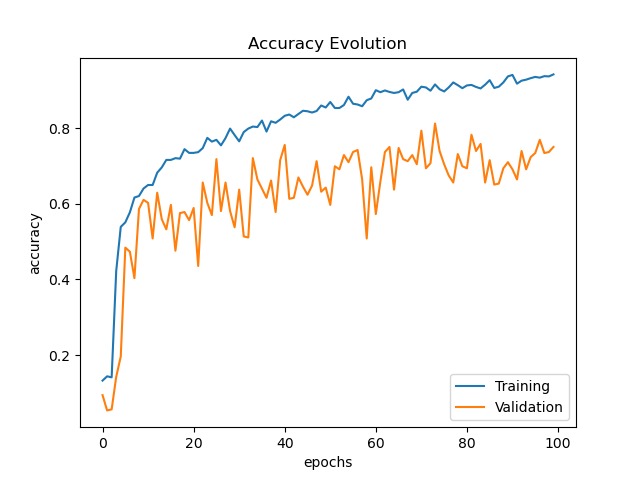 Accuracy Evolution
accuracy
0.8
0.6
0.4
0.2
Training
Validation
0 20 40 60 80 100
epochs